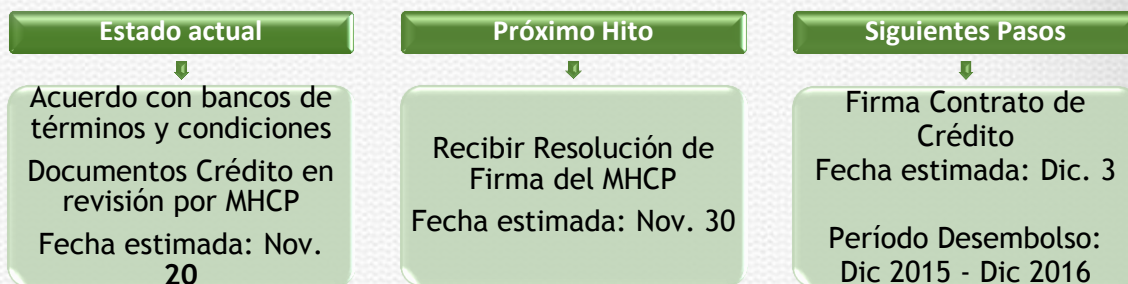 Estado actual
Acuerdo con bancos de
términos y condiciones
Documentos Crédito en
revisión por MHCP
Fecha estimada: Nov.
20
Próximo Hito
Recibir Resolución de
Firma del MHCP
Fecha estimada: Nov. 30
Siguientes Pasos
Firma Contrato de
Crédito
Fecha estimada: Dic. 3
Período Desembolso:
Dic 2015 - Dic 2016